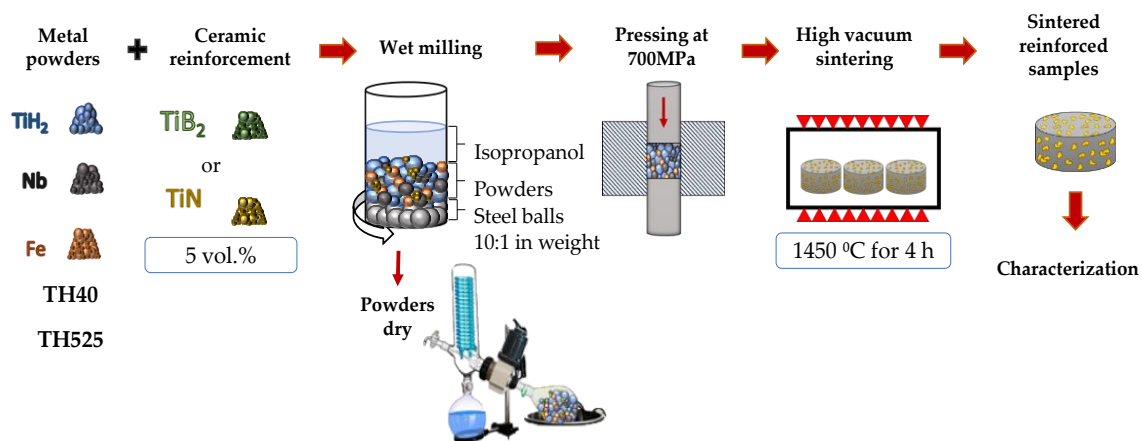 Metal
powders
+
Ceramic
reinforcement
TiH2
Nb
Fe
TH40
TH525
TiB2
or
TiN
5 vol.%
Wet milling
Isopropanol
Powders
Steel balls
10:1 in weight
Powders
dry
Pressing at
700MPa
High vacuum
sintering
1450 ⁰C for 4 h
Sintered
reinforced
samples
Characterization